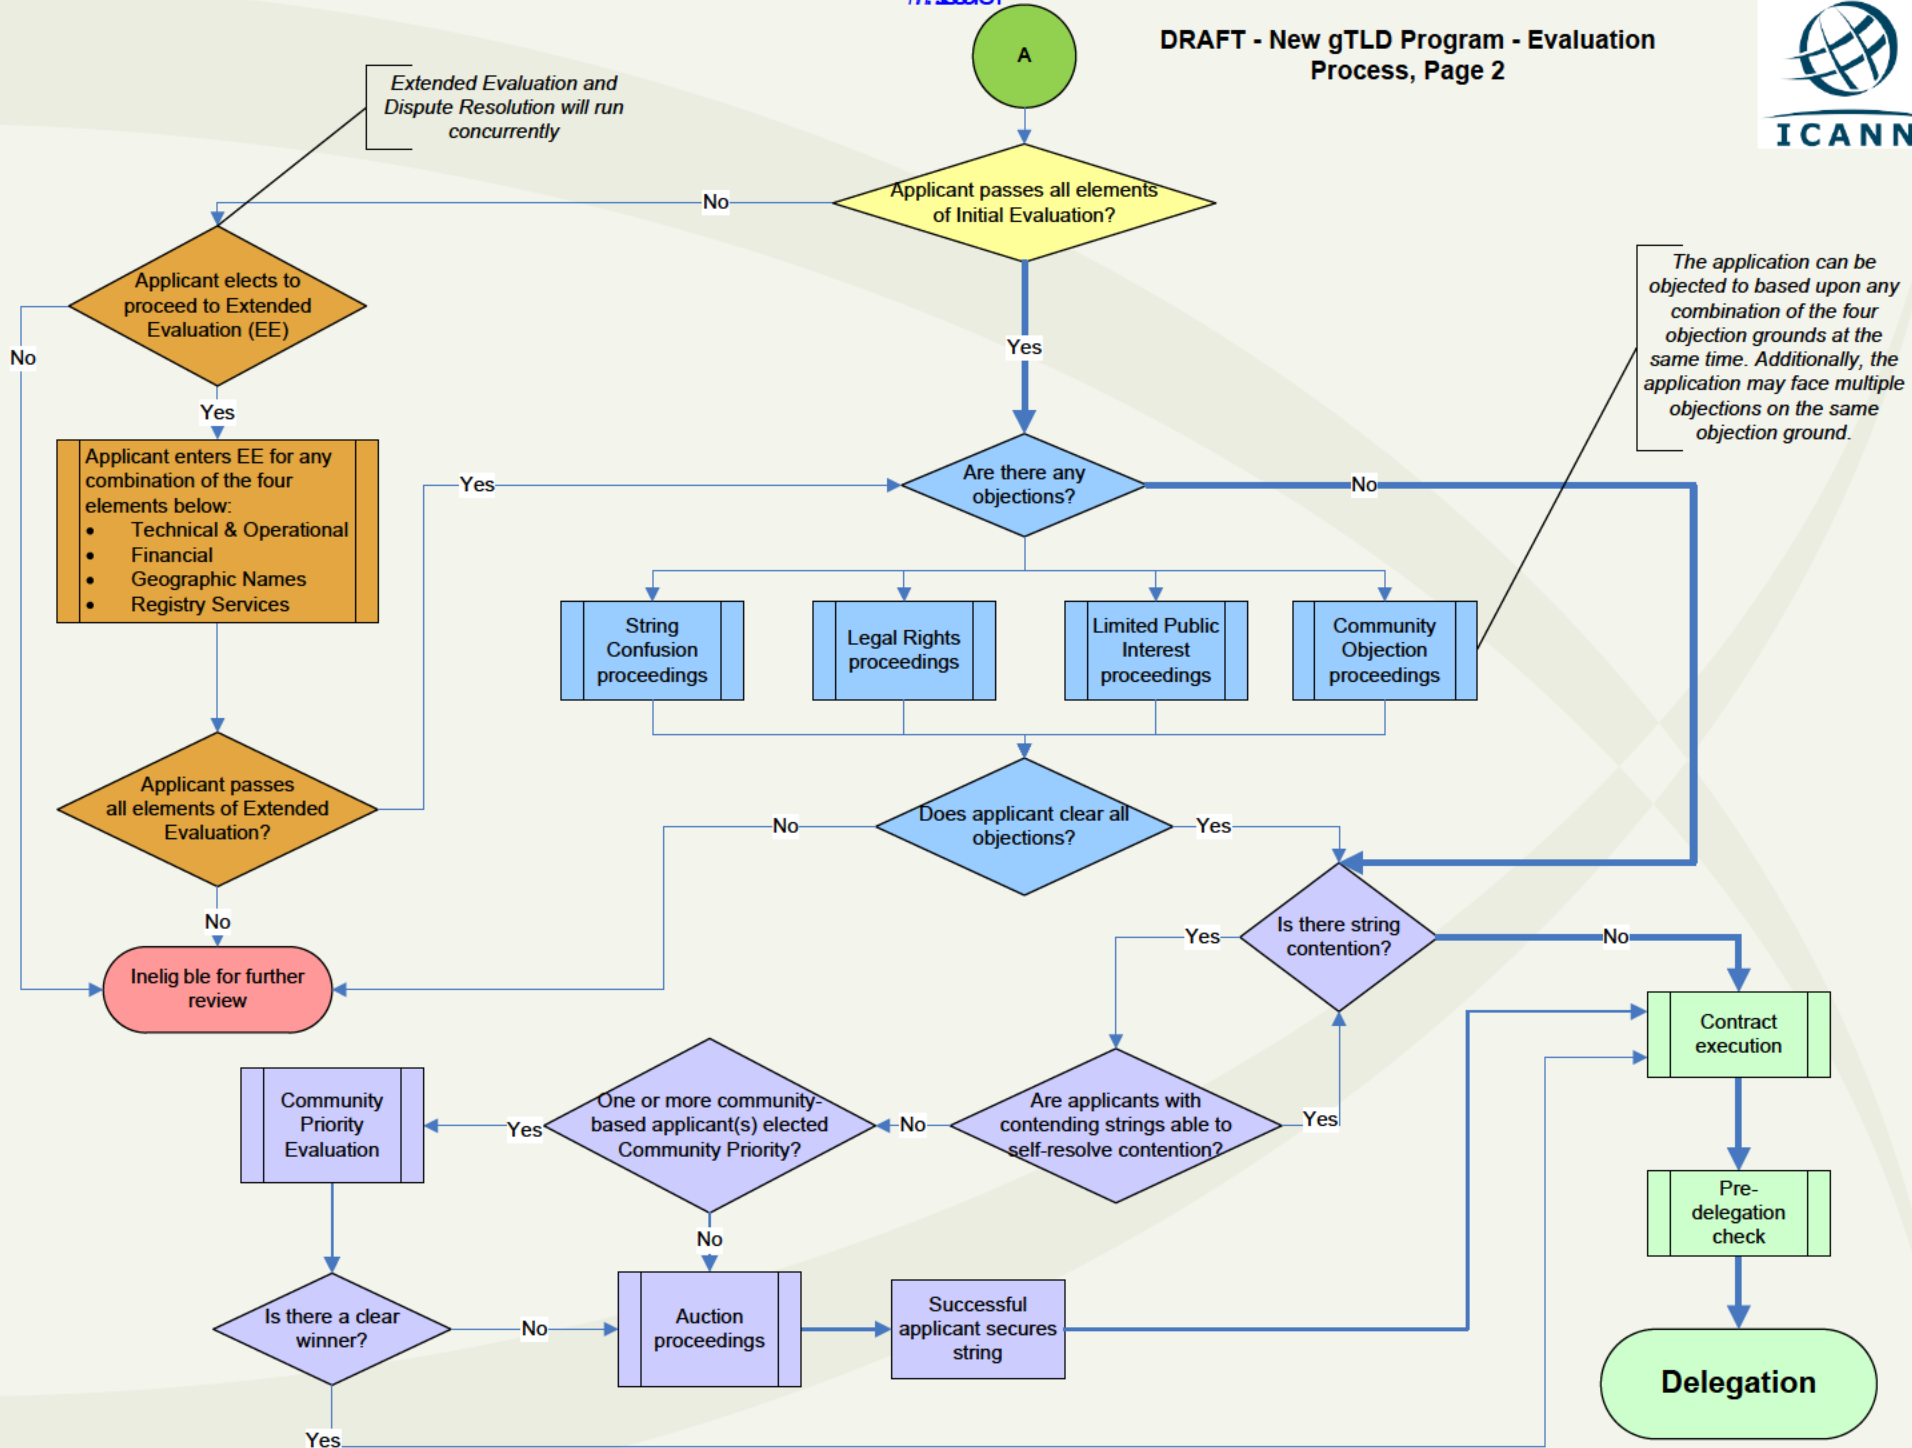 A
DRAFT - New gTLD Program - Evaluation
Process, Page 2
ICANN
Extended Evaluation and
Dispute Resolution will run
concurrently
Applicant passes all elements
of Initial Evaluation?
No
Yes
Applicant elects to
proceed to Extended
Evaluation (EE)
No
Yes
The application can be
objected to based upon any
combination of the four
objection grounds at the
same time. Additionally, the
application may face multiple
objections on the same
objection ground.
Applicant enters EE for any
combination of the four
elements below:
• Technical & Operational
• Financial
• Geographic Names
• Registry Services
Yes
Are there any
objections?
No
String
Confusion
proceedings
Legal Rights
proceedings
Limited Public
Interest
proceedings
Community
Objection
proceedings
Applicant passes
all elements of Extended
Evaluation?
No
Does applicant clear all
objections?
No
Yes
Inelig ble for further
review
Is there string
contention?
Yes
No
Contract
execution
Community
Priority
Evaluation
Yes
One or more community-
based applicant(s) elected
Community Priority?
No
Are applicants with
contending strings able to
self-resolve contention?
Yes
No
Pre-
delegation
check
Is there a clear
winner?
No
Auction
proceedings
Successful
applicant secures
string
Delegation
Yes